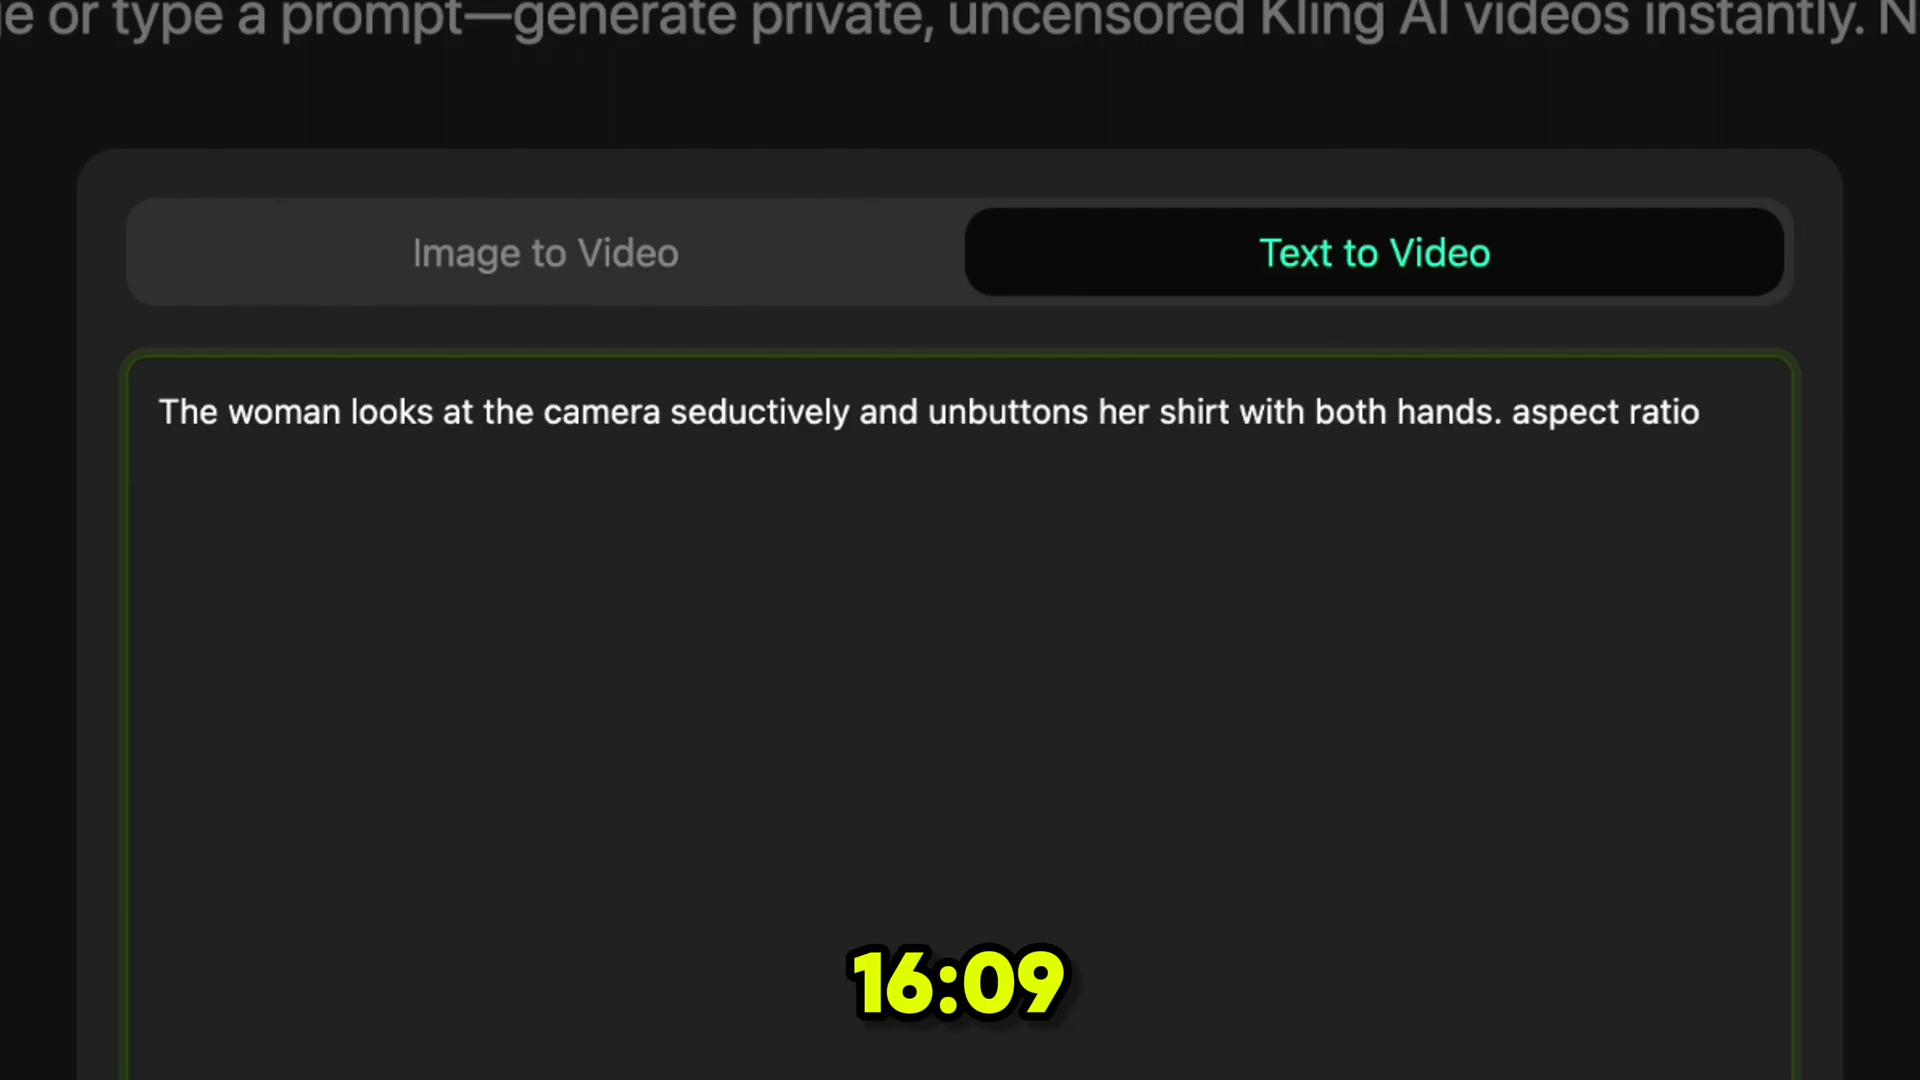 or type a prompt—generate private, uncensored Kling AI videos instantly.
Image to Video
Text to Video
The woman looks at the camera seductively and unbuttons her shirt with both hands. aspect ratio
16:09